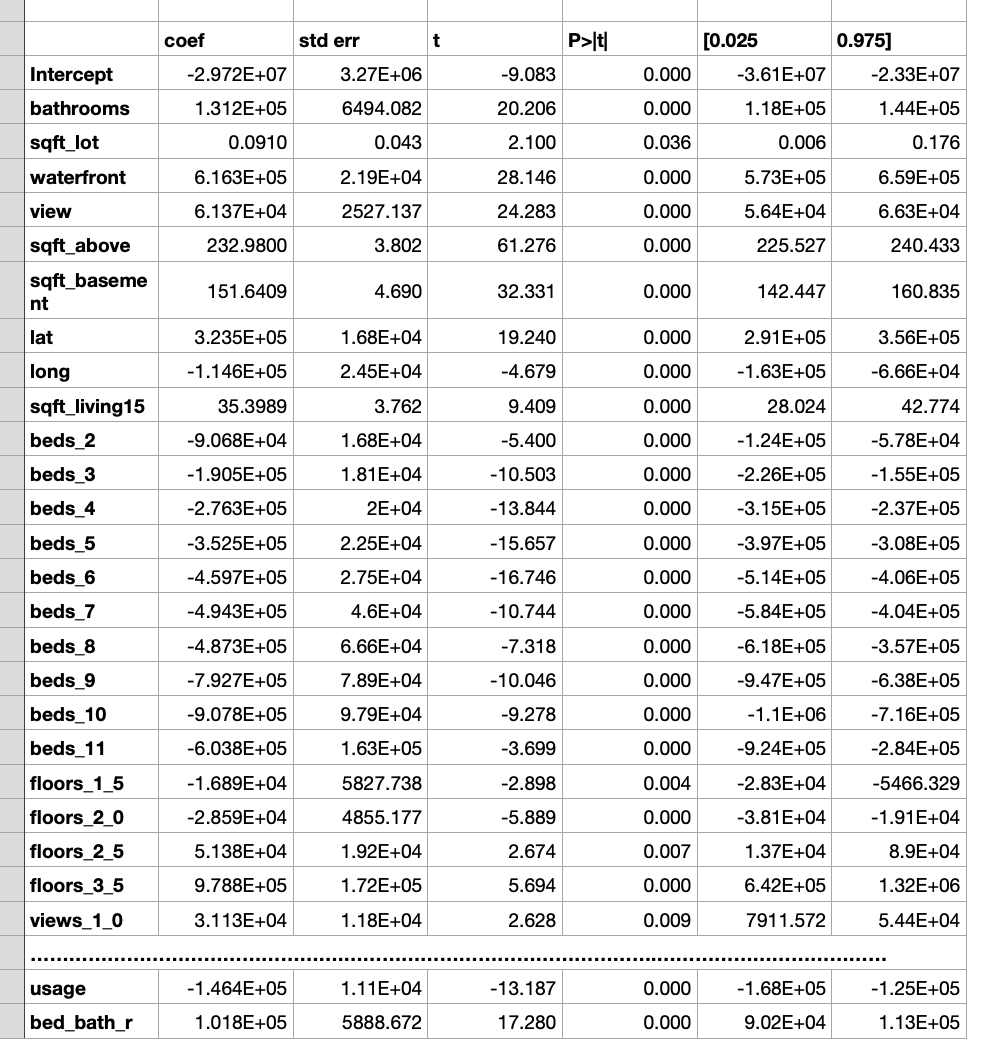 coef std err t P>|t| [0.025 0.975]
Intercept -2.972E+07 3.27E+06 -9.083 0.000 -3.61E+07 -2.33E+07
bathrooms 1.312E+05 6494.082 20.206 0.000 1.18E+05 1.44E+05
sqft_lot 0.0910 0.043 2.100 0.036 0.006 0.176
waterfront 6.163E+05 2.19E+04 28.146 0.000 5.73E+05 6.59E+05
view 6.137E+04 2527.137 24.283 0.000 5.64E+04 6.63E+04
sqft_above 232.9800 3.802 61.276 0.000 225.527 240.433
sqft_baseme
nt 151.6409 4.690 32.331 0.000 142.447 160.835
lat 3.235E+05 1.68E+04 19.240 0.000 2.91E+05 3.56E+05
long -1.146E+05 2.45E+04 -4.679 0.000 -1.63E+05 -6.66E+04
sqft_living15 35.3989 3.762 9.409 0.000 28.024 42.774
beds_2 -9.068E+04 1.68E+04 -5.400 0.000 -1.24E+05 -5.78E+04
beds_3 -1.905E+05 1.81E+04 -10.503 0.000 -2.26E+05 -1.55E+05
beds_4 -2.763E+05 2E+04 -13.844 0.000 -3.15E+05 -2.37E+05
beds_5 -3.525E+05 2.25E+04 -15.657 0.000 -3.97E+05 -3.08E+05
beds_6 -4.597E+05 2.75E+04 -16.746 0.000 -5.14E+05 -4.06E+05
beds_7 -4.943E+05 4.6E+04 -10.744 0.000 -5.84E+05 -4.04E+05
beds_8 -4.873E+05 6.66E+04 -7.318 0.000 -6.18E+05 -3.57E+05
beds_9 -7.927E+05 7.89E+04 -10.046 0.000 -9.47E+05 -6.38E+05
beds_10 -9.078E+05 9.79E+04 -9.278 0.000 -1.1E+06 -7.16E+05
beds_11 -6.038E+05 1.63E+05 -3.699 0.000 -9.24E+05 -2.84E+05
floors_1_5 -1.689E+04 5827.738 -2.898 0.004 -2.83E+04 -5466.329
floors_2_0 -2.859E+04 4855.177 -5.889 0.000 -3.81E+04 -1.91E+04
floors_2_5 5.138E+04 1.92E+04 2.674 0.007 1.37E+04 8.9E+04
floors_3_5 9.788E+05 1.72E+05 5.694 0.000 6.42E+05 1.32E+06
views_1_0 3.113E+04 1.18E+04 2.628 0.009 7911.572 5.44E+04
....................................................................................................................................
usage -1.464E+05 1.11E+04 -13.187 0.000 -1.68E+05 -1.25E+05
bed_bath_r 1.018E+05 5888.672 17.280 0.000 9.02E+04 1.13E+05